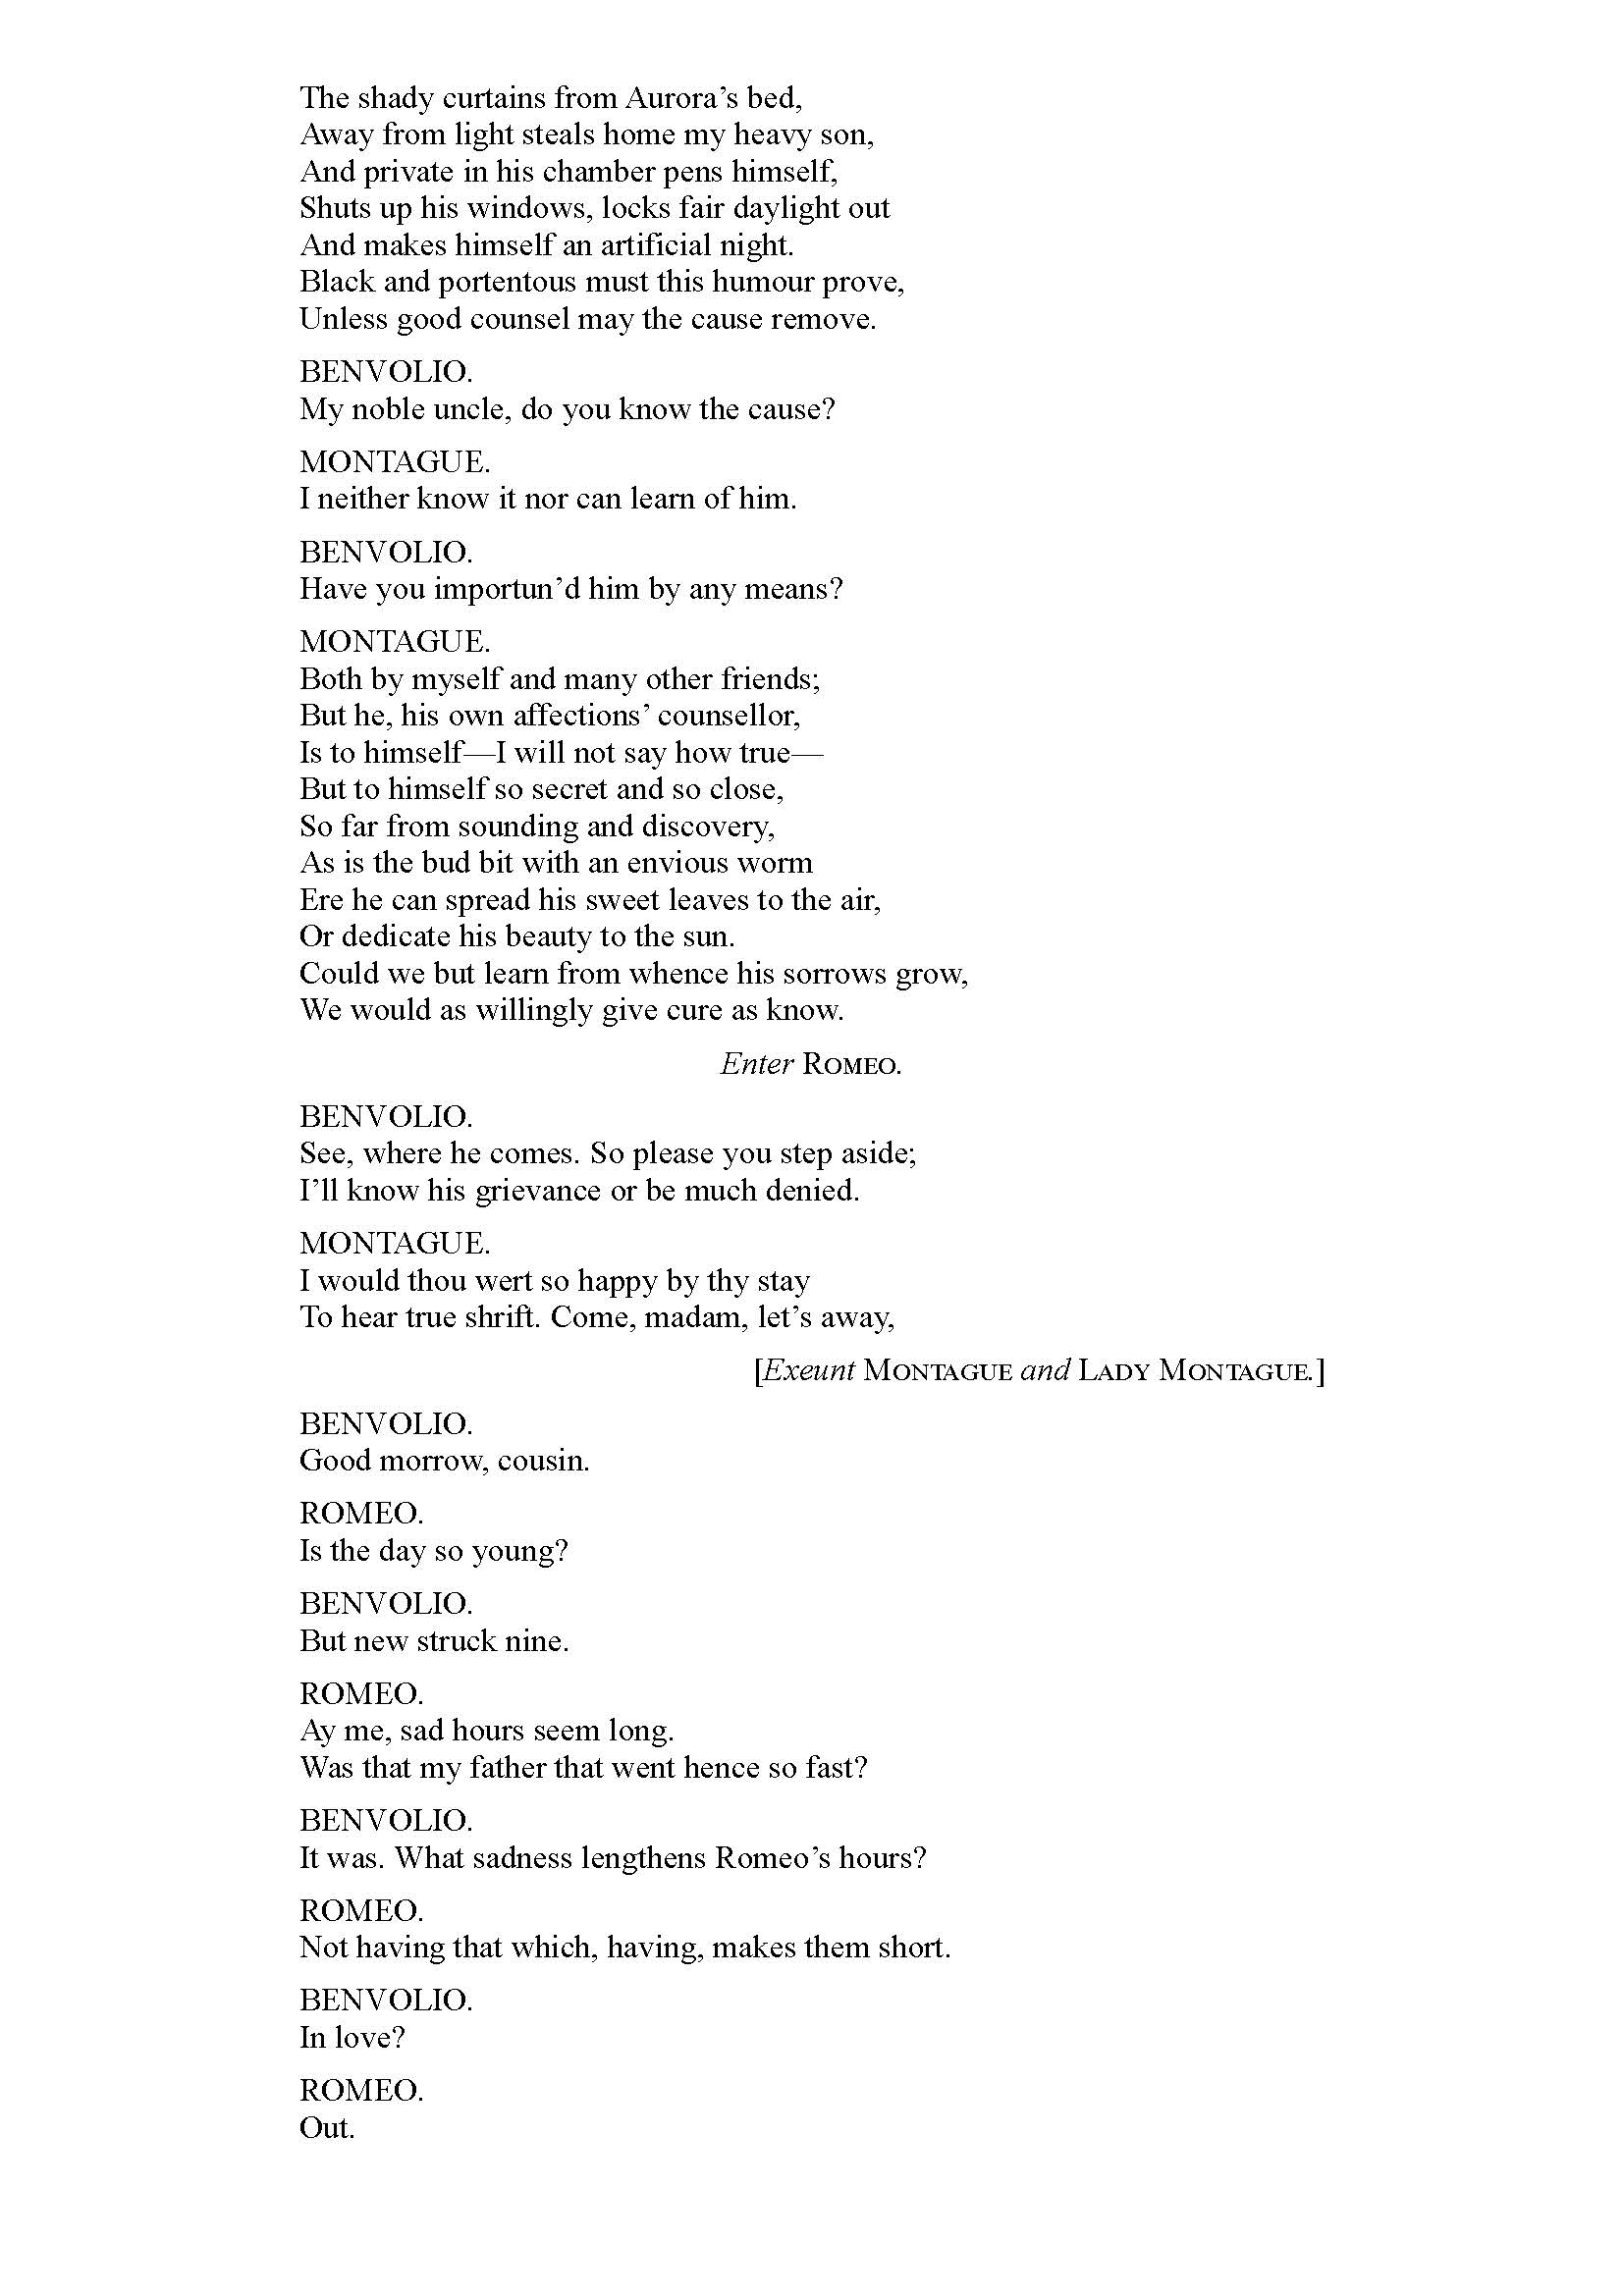 The shady curtains from Aurora’s bed,
Away from light steals home my heavy son,
And private in his chamber pens himself,
Shuts up his windows, locks fair daylight out
And makes himself an artificial night.
Black and portentous must this humour prove,
Unless good counsel may the cause remove.
BENVOLIO.
My noble uncle, do you know the cause?
MONTAGUE.
I neither know it nor can learn of him.
BENVOLIO.
Have you importun’d him by any means?
MONTAGUE.
Both by myself and many other friends;
But he, his own affections’ counsellor,
Is to himself—I will not say how true—
But to himself so secret and so close,
So far from sounding and discovery,
As is the bud bit with an envious worm
Ere he can spread his sweet leaves to the air,
Or dedicate his beauty to the sun.
Could we but learn from whence his sorrows grow,
We would as willingly give cure as know.
Enter ROMEO.
BENVOLIO.
See, where he comes. So please you step aside;
I’ll know his grievance or be much denied.
MONTAGUE.
I would thou wert so happy by thy stay
To hear true shrift. Come, madam, let’s away,
[Exeunt MONTAGUE and LADY MONTAGUE.]
BENVOLIO.
Good morrow, cousin.
ROMEO.
Is the day so young?
BENVOLIO.
But new struck nine.
ROMEO.
Ay me, sad hours seem long.
Was that my father that went hence so fast?
BENVOLIO.
It was. What sadness lengthens Romeo’s hours?
ROMEO.
Not having that which, having, makes them short.
BENVOLIO.
In love?
ROMEO.
Out.